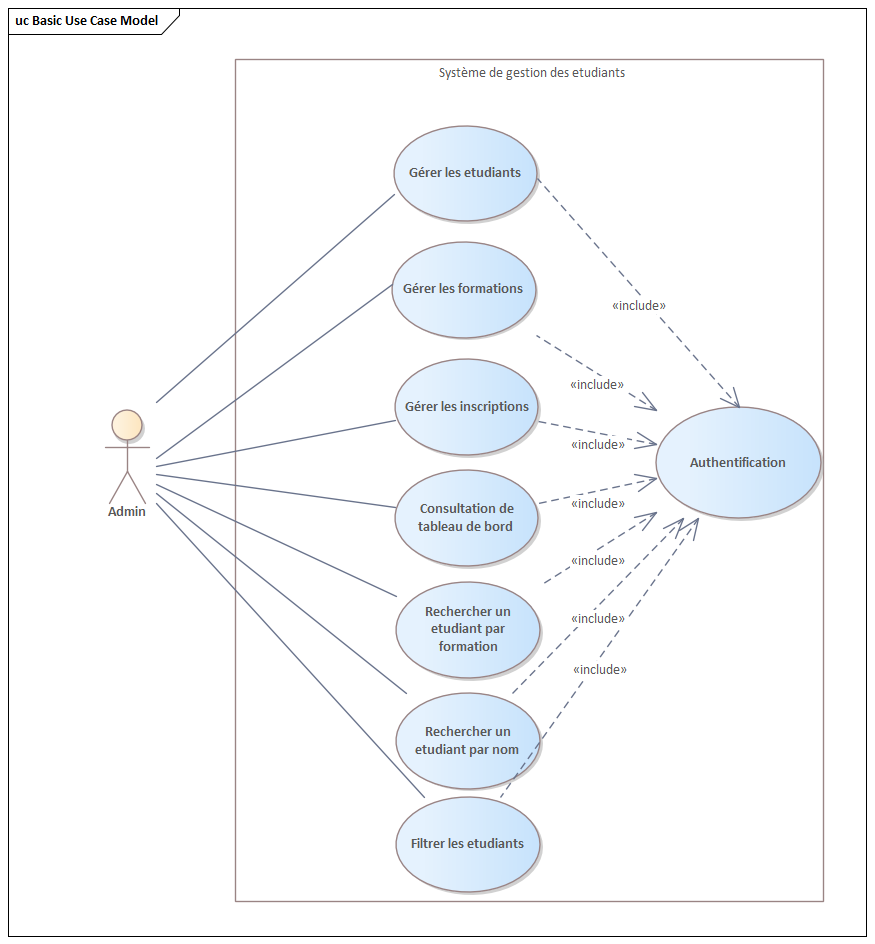 uc Basic Use Case Model
Système de gestion des etudiants
Gérer les etudiants
Gérer les formations
«include»
«include»
Gérer les inscriptions
«include»
Authentification
Admin
Consultation de
tableau de bord
«include»
«include»
Rechercher un
etudiant par
formation
«include»
«include»
Rechercher un
etudiant par nom
Filtrer les etudiants